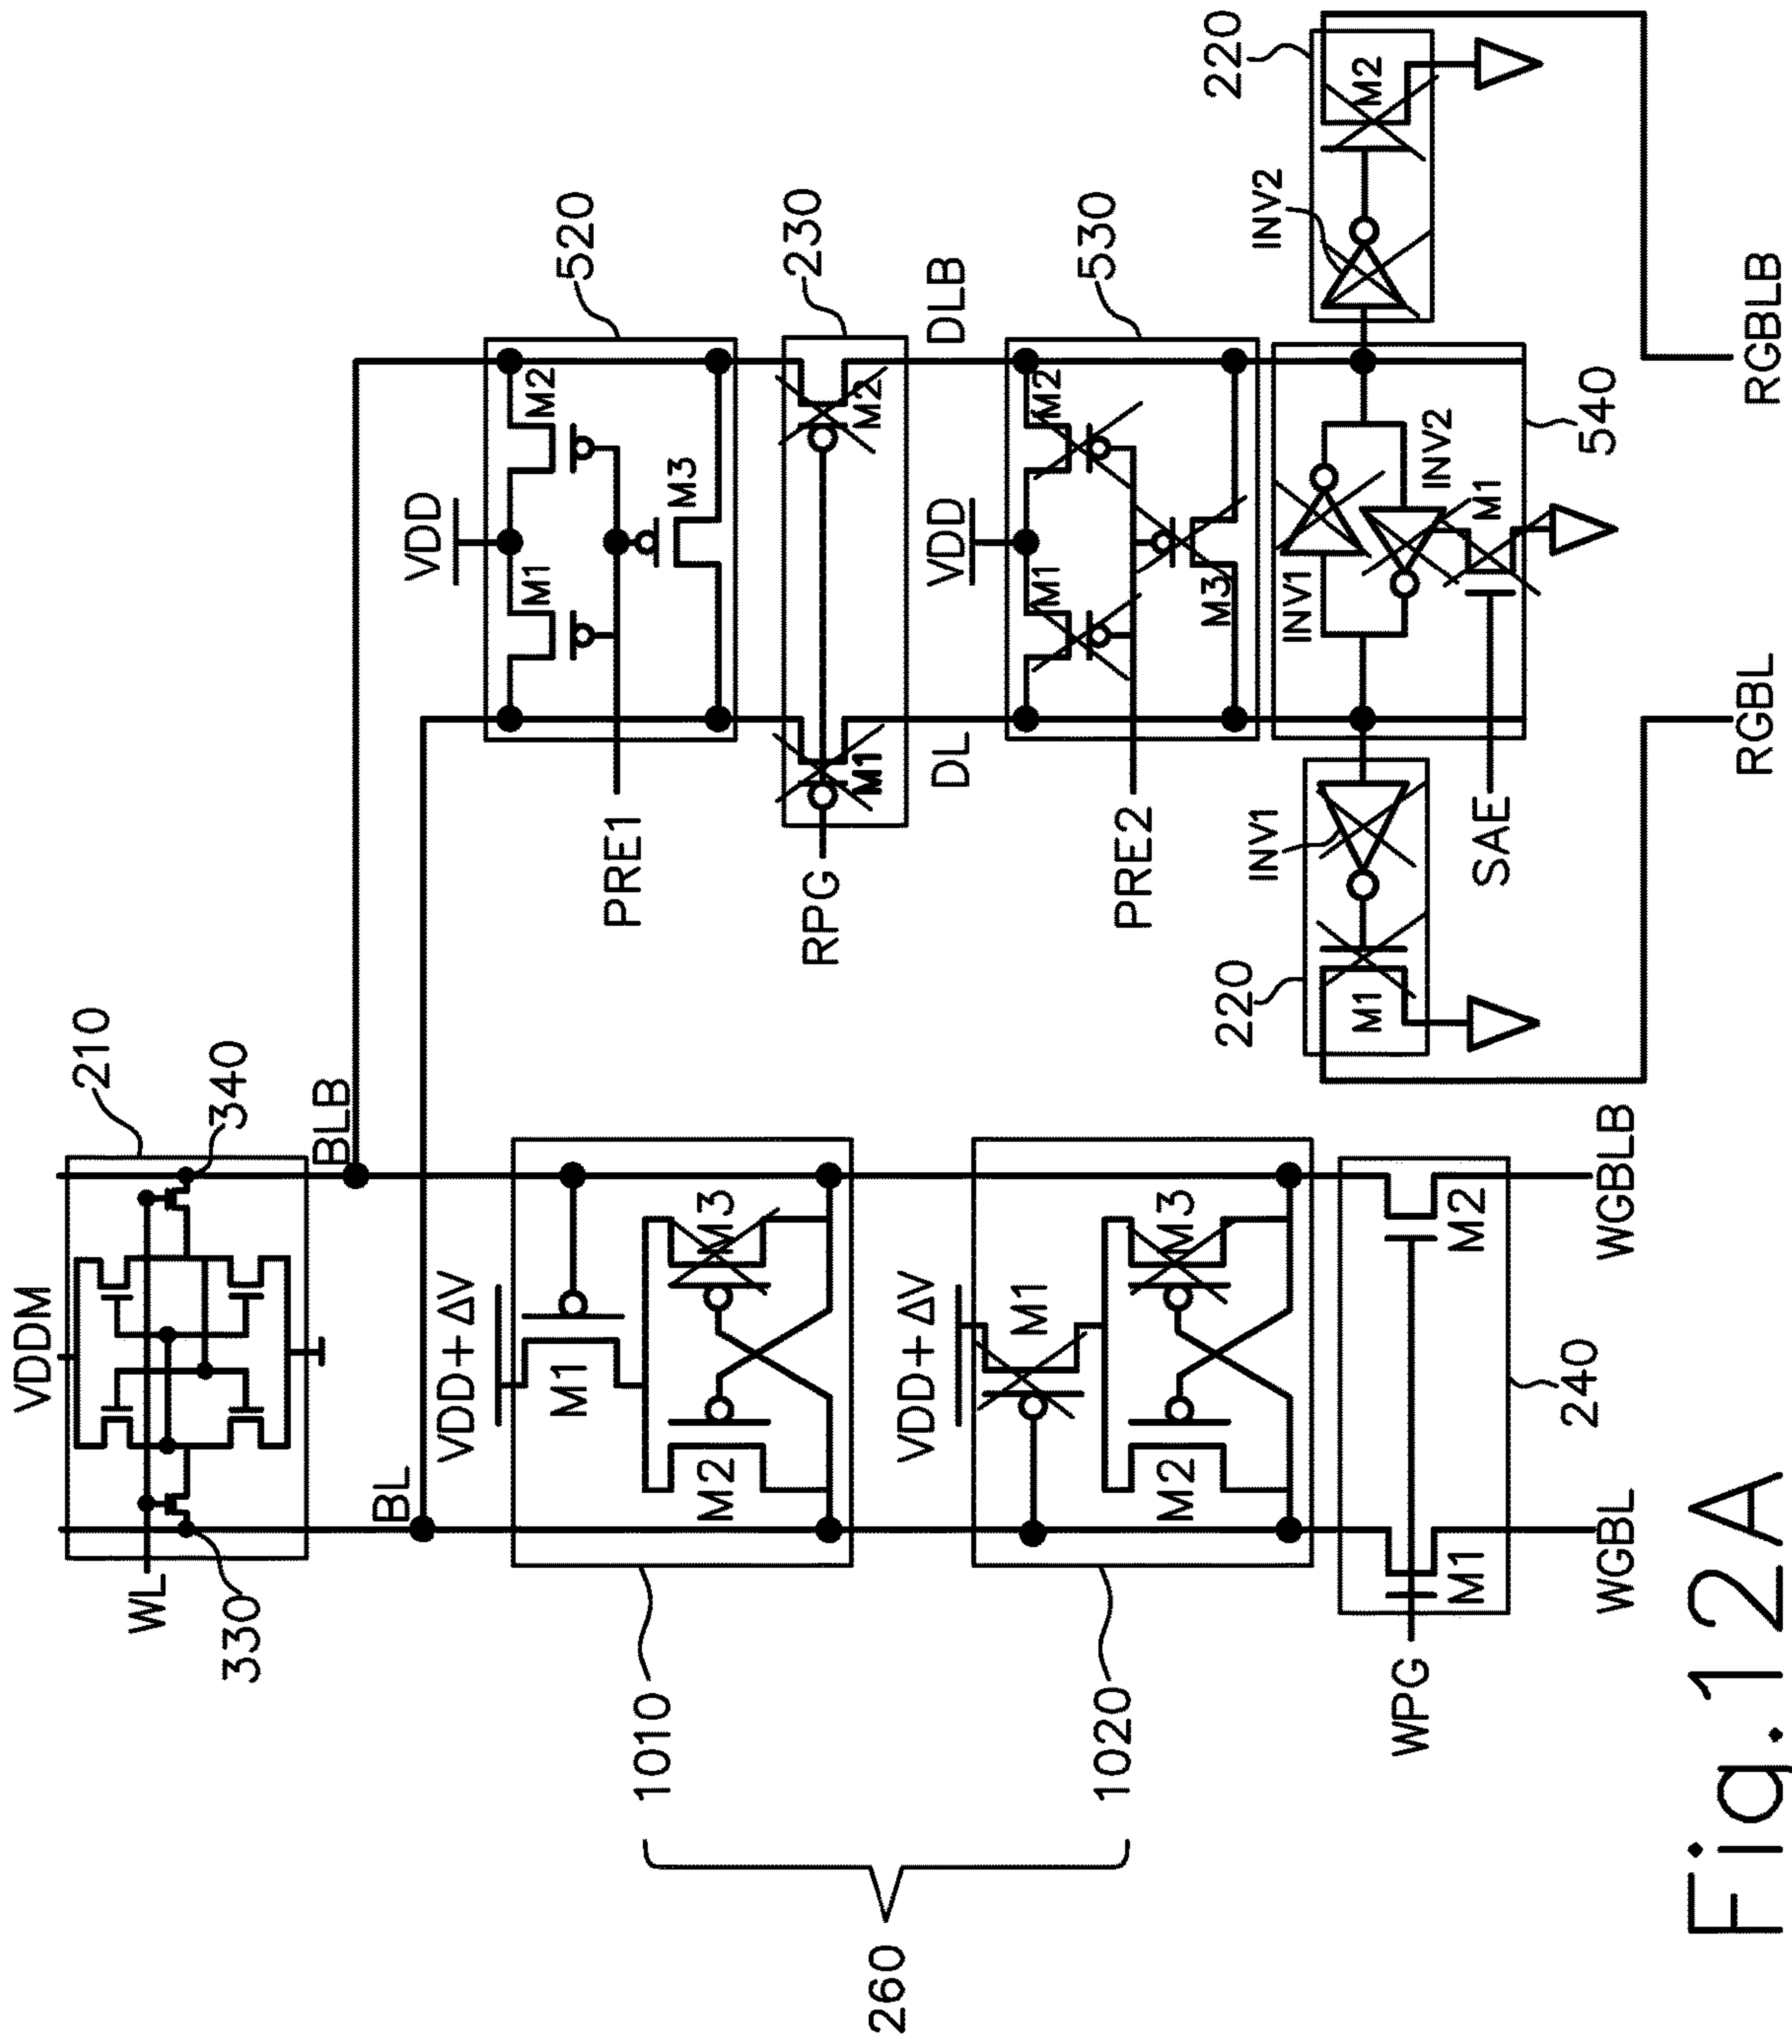 210
VDDM
WL
330
340
BL
BLB
VDD+ΔV
M1
M2
M3
1010
VDD+ΔV
M1
M2
M3
1020
260
WPG
M1
M2
240
WGBL
WGBLB
VDD
M1
M2
M3
520
PRE1
RPG
M1
M2
230
DL
DLB
VDD
M1
M2
M3
530
PRE2
INV1
INV2
M1
540
SAE
220
M1
INV1
220
M2
INV2
RGBL
RGBLB
Fig.12A